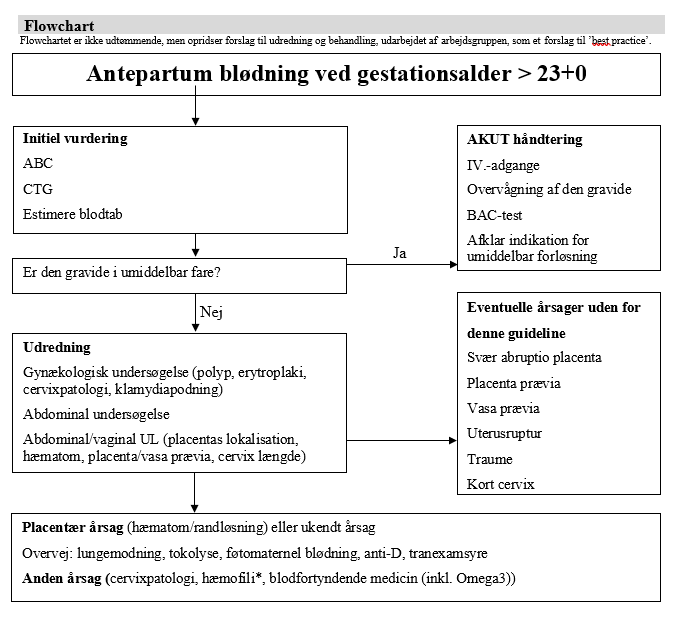 Flowchart
Flowchartet er ikke udtømmende, men opridser forslag til udredning og behandling, udarbejdet af arbejdsgruppen, som et forslag til ’best practice’.
Antepartum blødning ved gestationsalder > 23+0
Initiel vurdering
ABC
CTG
Estimere blodtab
AKUT håndtering
IV.-adgange
Overvågning af den gravide
BAC-test
Afklar indikation for
umiddelbar forløsning
Er den gravide i umiddelbar fare?
Ja
Nej
Udredning
Gynækologisk undersøgelse (polyp, erytroplaki,
cervixpatologi, klamydiapodning)
Abdominal undersøgelse
Abdominal/vaginal UL (placentas lokalisation,
hæmatom, placenta/vasa prævia, cervix længde)
Eventuelle årsager uden for
denne guideline
Svær abruptio placenta
Placenta prævia
Vasa prævia
Uterusruptur
Traume
Kort cervix
Placentær årsag (hæmatom/randløsning) eller ukendt årsag
Overvej: lungemodning, tokolyse, føtomaternel blødning, anti-D, tranexamsyre
Anden årsag (cervixpatologi, hæmofili*, blodfortyndende medicin (inkl. Omega3))